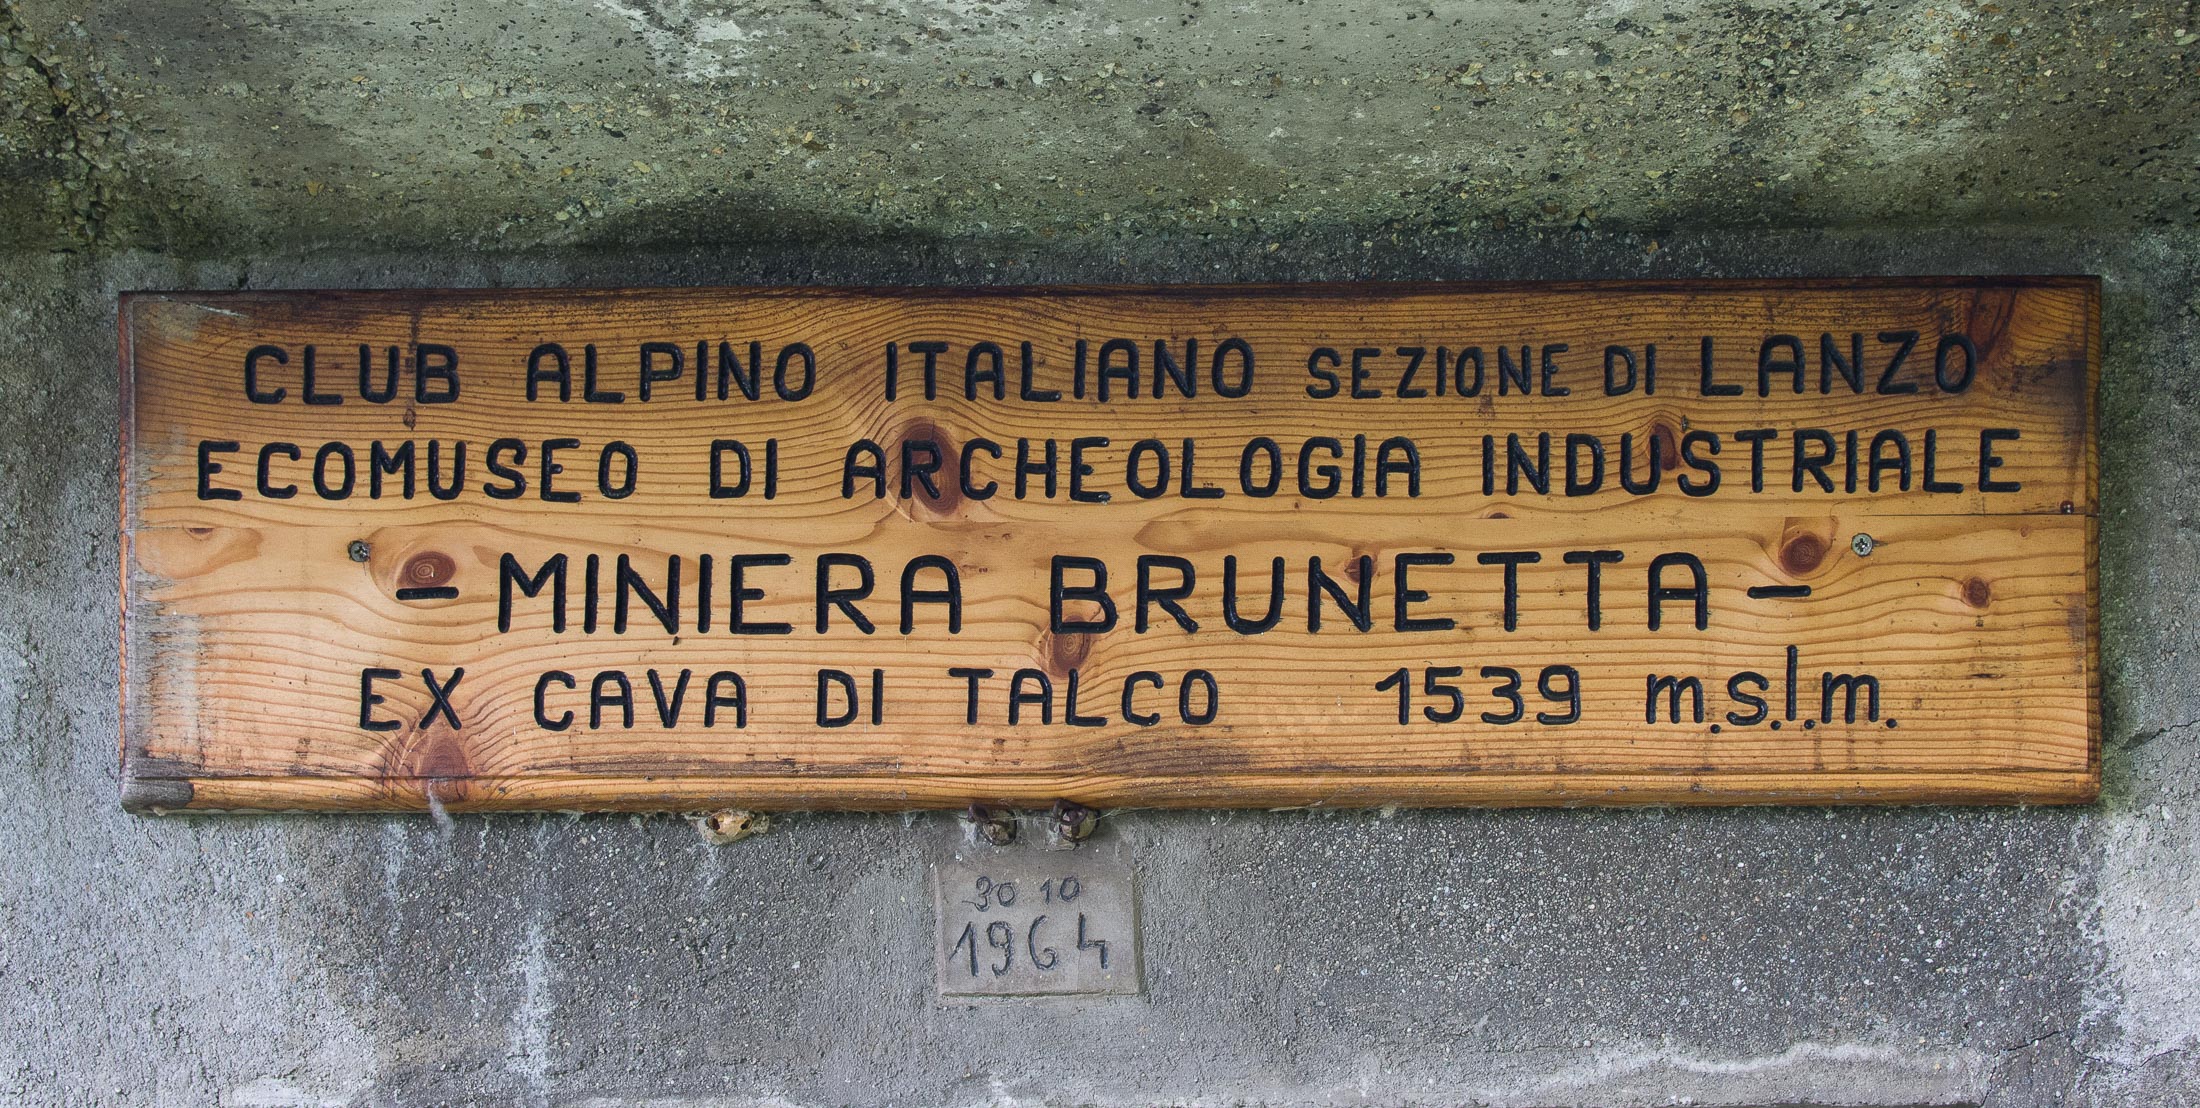 CLUB ALPINO ITALIANO SEZIONE DI LANZO
ECOMUSEO DI ARCHEOLOGIA INDUSTRIALE
- MINIERA BRUNETTA -
EX CAVA DI TALCO 1539 m.s.l.m.
30 10
1964